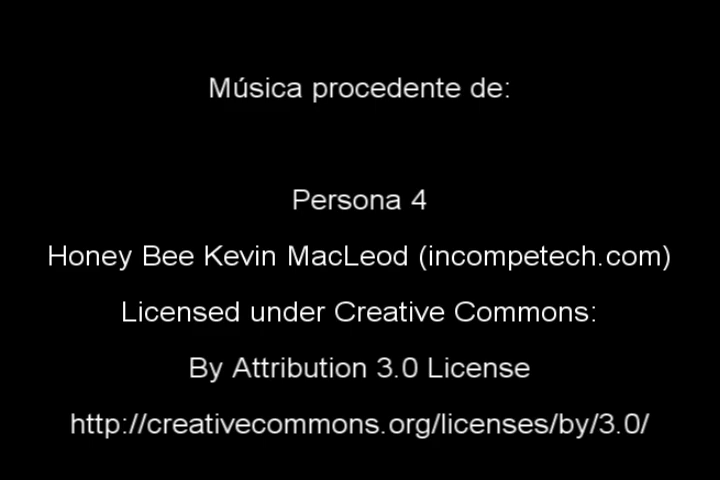 Música procedente de:
Persona 4
Honey Bee Kevin MacLeod (incompetech.com)
Licensed under Creative Commons:
By Attribution 3.0 License
http://creativecommons.org/licenses/by/3.0/